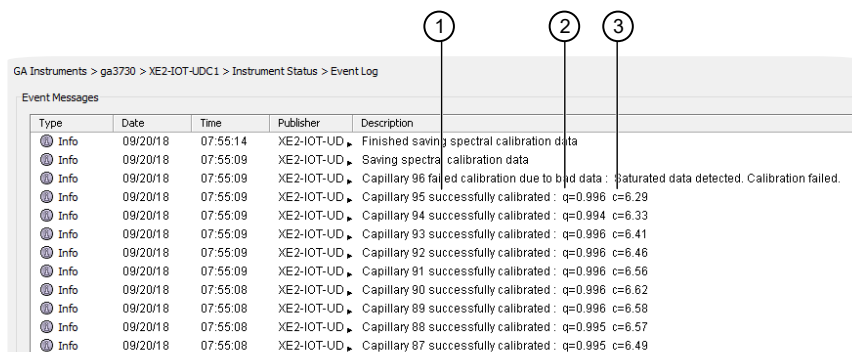 1 2 3
GA Instruments > ga3730 > XE2-IOT-UDC1 > Instrument Status > Event Log
Event Messages
Type Date Time Publisher Description
Info 09/20/18 07:55:14 XE2-IOT-UD Finished saving spectral calibration data
Info 09/20/18 07:55:09 XE2-IOT-UD Saving spectral calibration data
Info 09/20/18 07:55:09 XE2-IOT-UD Capillary 96 failed calibration due to bad data : Saturated data detected. Calibration failed.
Info 09/20/18 07:55:09 XE2-IOT-UD Capillary 95 successfully calibrated : q=0.996 c=6.29
Info 09/20/18 07:55:09 XE2-IOT-UD Capillary 94 successfully calibrated : q=0.994 c=6.33
Info 09/20/18 07:55:09 XE2-IOT-UD Capillary 93 successfully calibrated : q=0.996 c=6.41
Info 09/20/18 07:55:09 XE2-IOT-UD Capillary 92 successfully calibrated : q=0.996 c=6.46
Info 09/20/18 07:55:09 XE2-IOT-UD Capillary 91 successfully calibrated : q=0.996 c=6.56
Info 09/20/18 07:55:08 XE2-IOT-UD Capillary 90 successfully calibrated : q=0.996 c=6.62
Info 09/20/18 07:55:08 XE2-IOT-UD Capillary 89 successfully calibrated : q=0.996 c=6.58
Info 09/20/18 07:55:08 XE2-IOT-UD Capillary 88 successfully calibrated : q=0.995 c=6.57
Info 09/20/18 07:55:08 XE2-IOT-UD Capillary 87 successfully calibrated : q=0.995 c=6.49